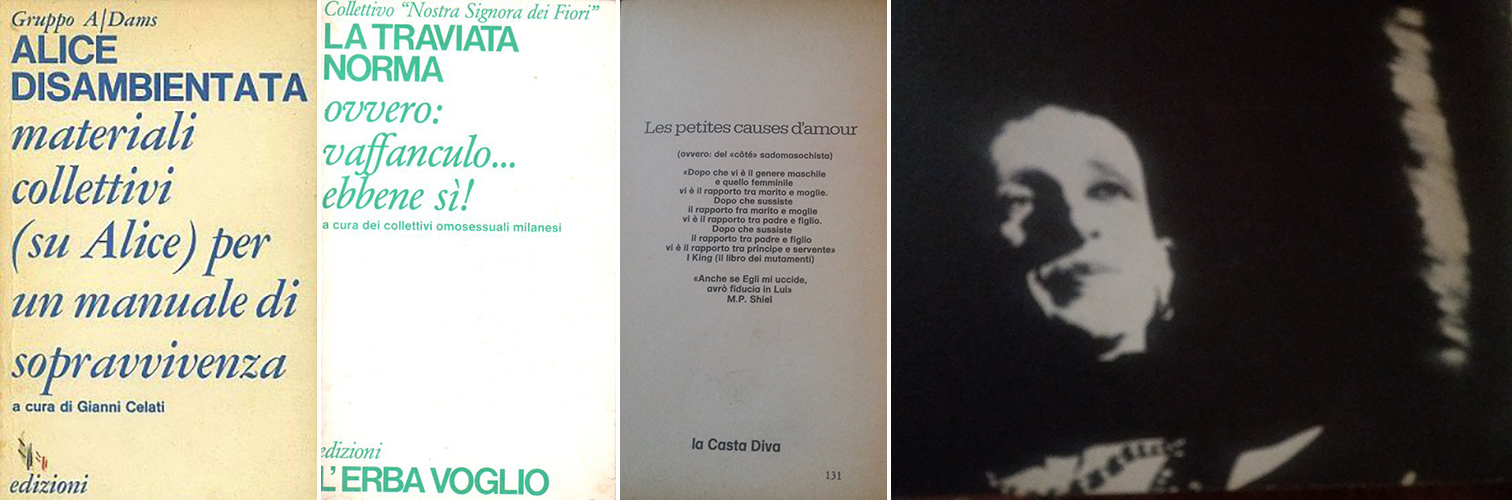 Gruppo A/Dams
ALICE
DISAMBIENTATA
materiali
collettivi
(su Alice) per
un manuale di
sopravvivenza
a cura di Gianni Celati
edizioni
Collettivo "Nostra Signora dei Fiori"
LA TRAVIATA
NORMA
ovvero:
vaffanculo...
ebbene sì!
a cura dei collettivi omosessuali milanesi
edizioni
L'ERBA VOGLIO
Les petites causes d'amour
(ovvero: del «côté» sadomasochista)
«Dopo che vi è il genere maschile
e quello femminile
vi è il rapporto tra marito e moglie.
Dopo che sussiste
il rapporto fra marito e moglie
vi è il rapporto tra padre e figlio.
Dopo che sussiste
il rapporto tra padre e figlio
vi è il rapporto tra principe e servente»
I King (il libro dei mutamenti)
«Anche se Egli mi uccide,
avrò fiducia in Lui»
M.P. Shiel
la Casta Diva
131